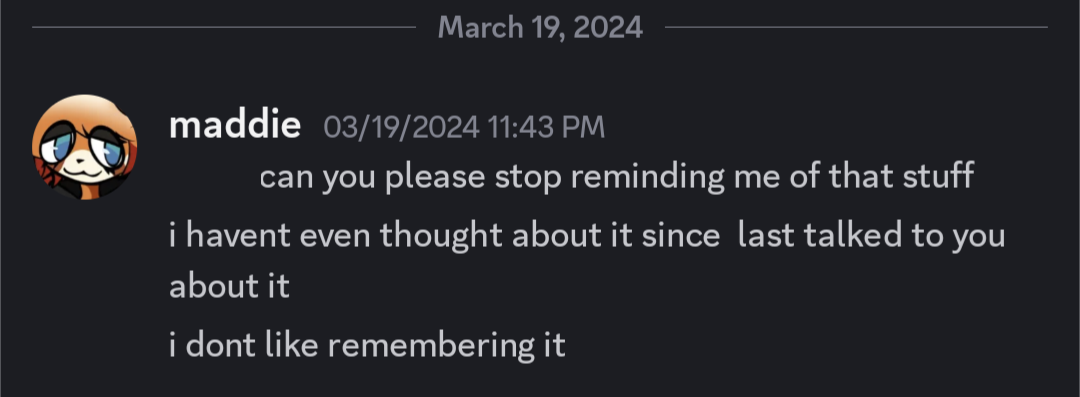 March 19, 2024
maddie 03/19/2024 11:43 PM
can you please stop reminding me of that stuff
i havent even thought about it since last talked to you
about it
i dont like remembering it